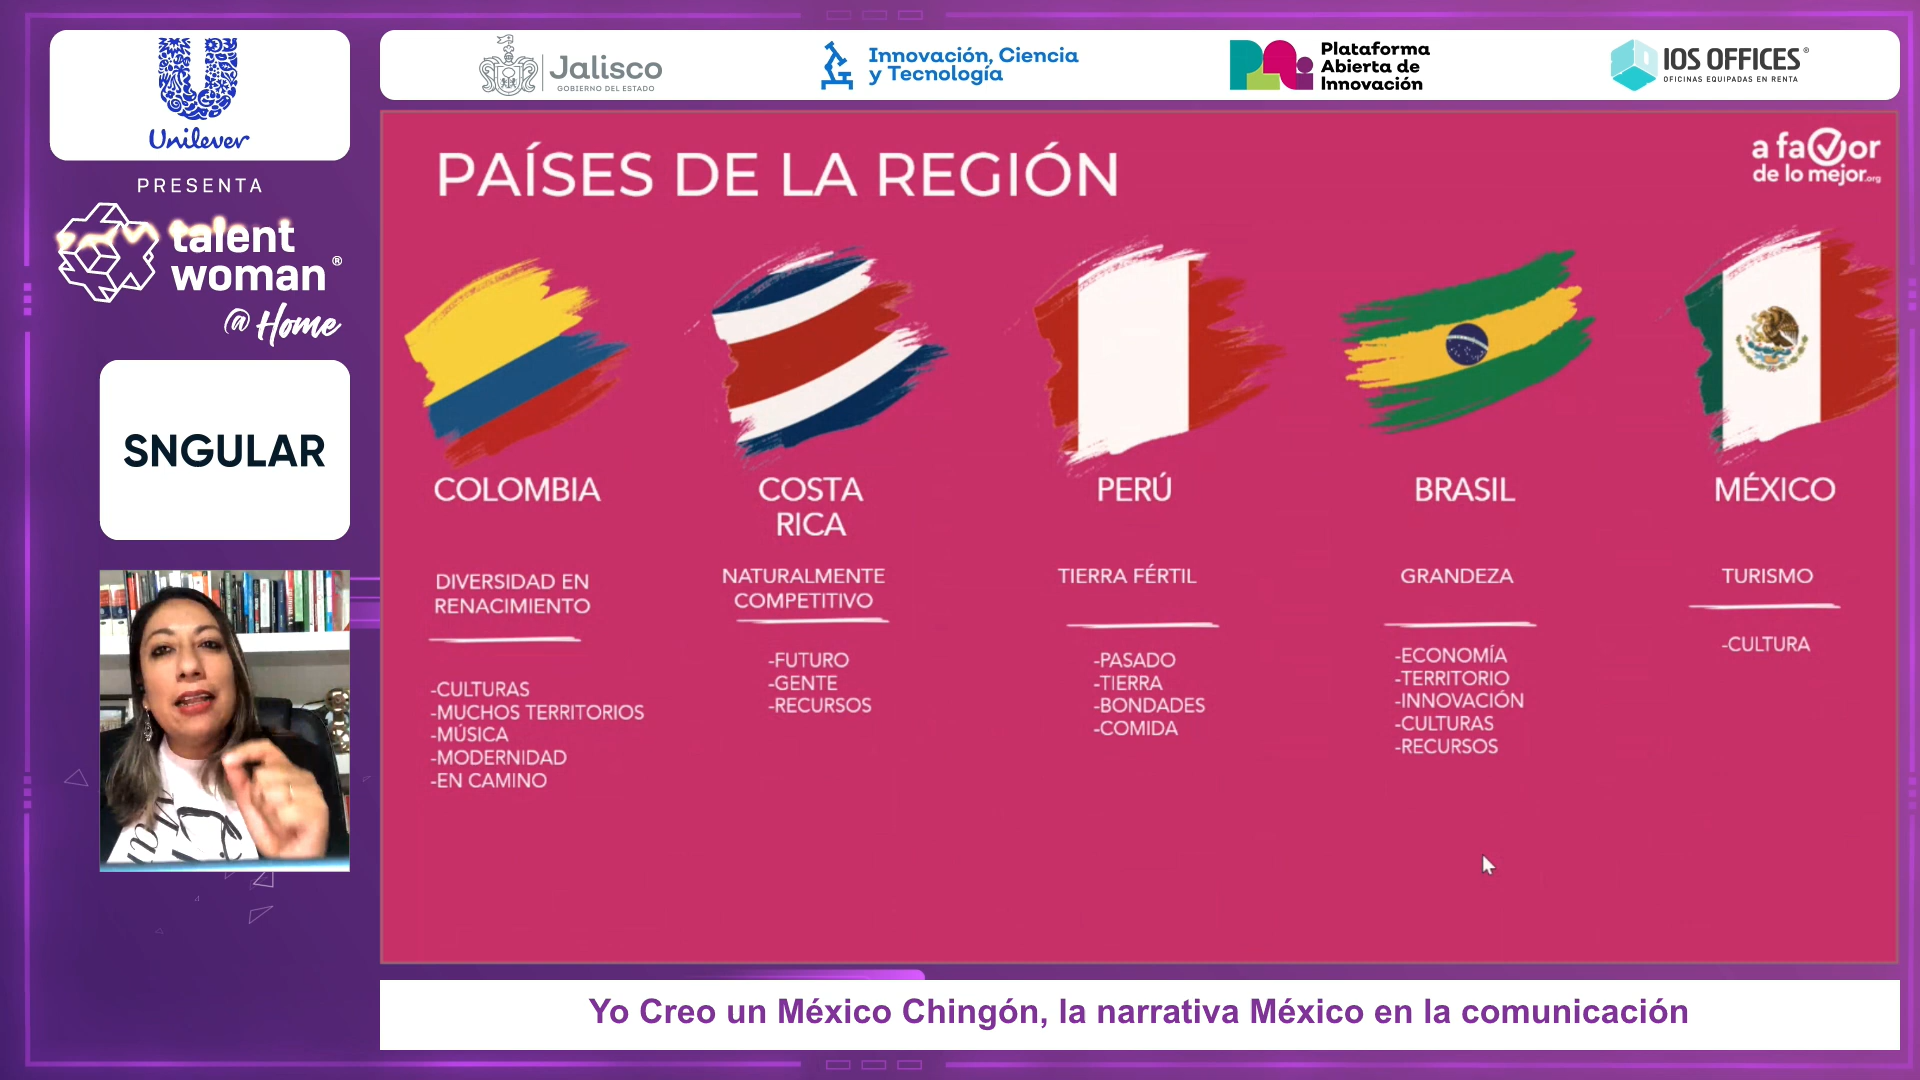 Unilever
PRESENTA
talent
woman®
@Home
SNGULAR
Jalisco
GOBIERNO DEL ESTADO
Innovación, Ciencia
y Tecnología
Plataforma
Abierta de
Innovación
IOS OFFICES®
OFICINAS EQUIPADAS EN RENTA
PAÍSES DE LA REGIÓN
a favor
de lo mejor.org
COLOMBIA
DIVERSIDAD EN
RENACIMIENTO
-CULTURAS
-MUCHOS TERRITORIOS
-MÚSICA
-MODERNIDAD
-EN CAMINO
COSTA
RICA
NATURALMENTE
COMPETITIVO
-FUTURO
-GENTE
-RECURSOS
PERÚ
TIERRA FÉRTIL
-PASADO
-TIERRA
-BONDADES
-COMIDA
BRASIL
GRANDEZA
-ECONOMÍA
-TERRITORIO
-INNOVACIÓN
-CULTURAS
-RECURSOS
MÉXICO
TURISMO
-CULTURA
Yo Creo un México Chingón, la narrativa México en la comunicación